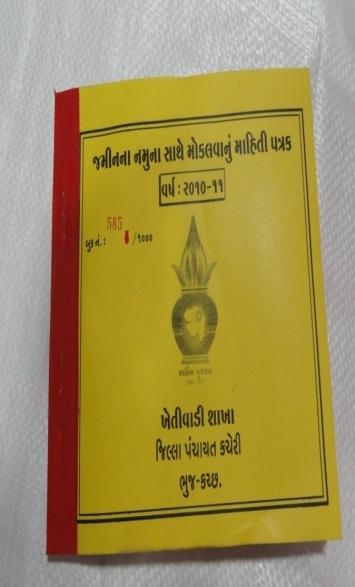 જમીનના નમુના સાથે મોકલવાનું માહિતી પત્રક
વર્ષ : ૨૦૧૦-૧૧
585
બુક નં. : /૧૦૦૦
ખેતીવાડી શાખા
જિલ્લા પંચાયત કચેરી
ભુજ-કચ્છ.